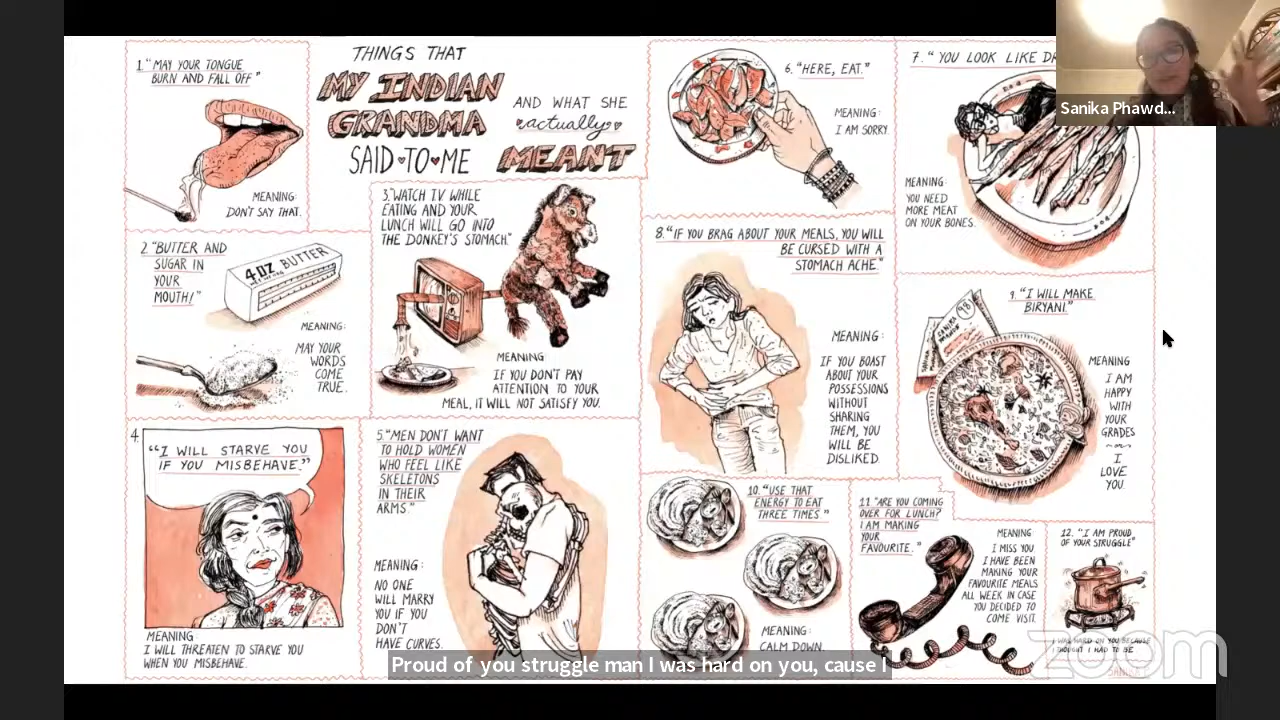 THINGS THAT
MY INDIAN
GRANDMA
SAID TO ME
AND WHAT SHE
actually
MEANT
1. "MAY YOUR TONGUE
BURN AND FALL OFF"
MEANING:
DON'T SAY THAT.
2. "BUTTER AND
SUGAR IN
YOUR
MOUTH!"
4 OZ BUTTER
MEANING:
MAY YOUR
WORDS
COME
TRUE.
3. "WATCH TV WHILE
EATING AND YOUR
LUNCH WILL GO INTO
THE DONKEY'S STOMACH."
MEANING:
IF YOU DON'T PAY
ATTENTION TO YOUR
MEAL, IT WILL NOT SATISFY YOU.
4.
"I WILL STARVE YOU
IF YOU MISBEHAVE."
MEANING:
I WILL THREATEN TO STARVE YOU
WHEN YOU MISBEHAVE.
5. "MEN DON'T WANT
TO HOLD WOMEN
WHO FEEL LIKE
SKELETONS
IN THEIR
ARMS."
MEANING:
NO ONE
WILL MARRY
YOU IF YOU
DON'T
HAVE CURVES.
6. "HERE, EAT."
MEANING:
I AM SORRY.
7. "YOU LOOK LIKE
MEANING:
YOU NEED
MORE MEAT
ON YOUR BONES.
8. "IF YOU BRAG ABOUT YOUR MEALS, YOU WILL
BE CURSED WITH A
STOMACH ACHE."
MEANING:
IF YOU BOAST
ABOUT YOUR
POSSESSIONS
WITHOUT
SHARING
THEM, YOU
WILL BE
DISLIKED.
9. "I WILL MAKE
BIRYANI."
MEANING
I AM
HAPPY
WITH
YOUR
GRADES
I
LOVE
YOU.
10. "USE THAT
ENERGY TO EAT
THREE TIMES"
MEANING:
CALM DOWN.
11 "ARE YOU COMING
OVER FOR LUNCH?
I AM MAKING
YOUR
FAVOURITE."
MEANING:
I MISS YOU
I HAVE BEEN
MAKING YOUR
FAVOURITE MEALS
ALL WEEK IN CASE
YOU DECIDED TO
COME VISIT.
12. "I AM PROUD
OF YOUR STRUGGLE"
I WAS HARD ON YOU BECAUSE
I THOUGHT I HAD TO BE
Sanika Phawd...
Proud of you struggle man I was hard on you, cause I
zoom